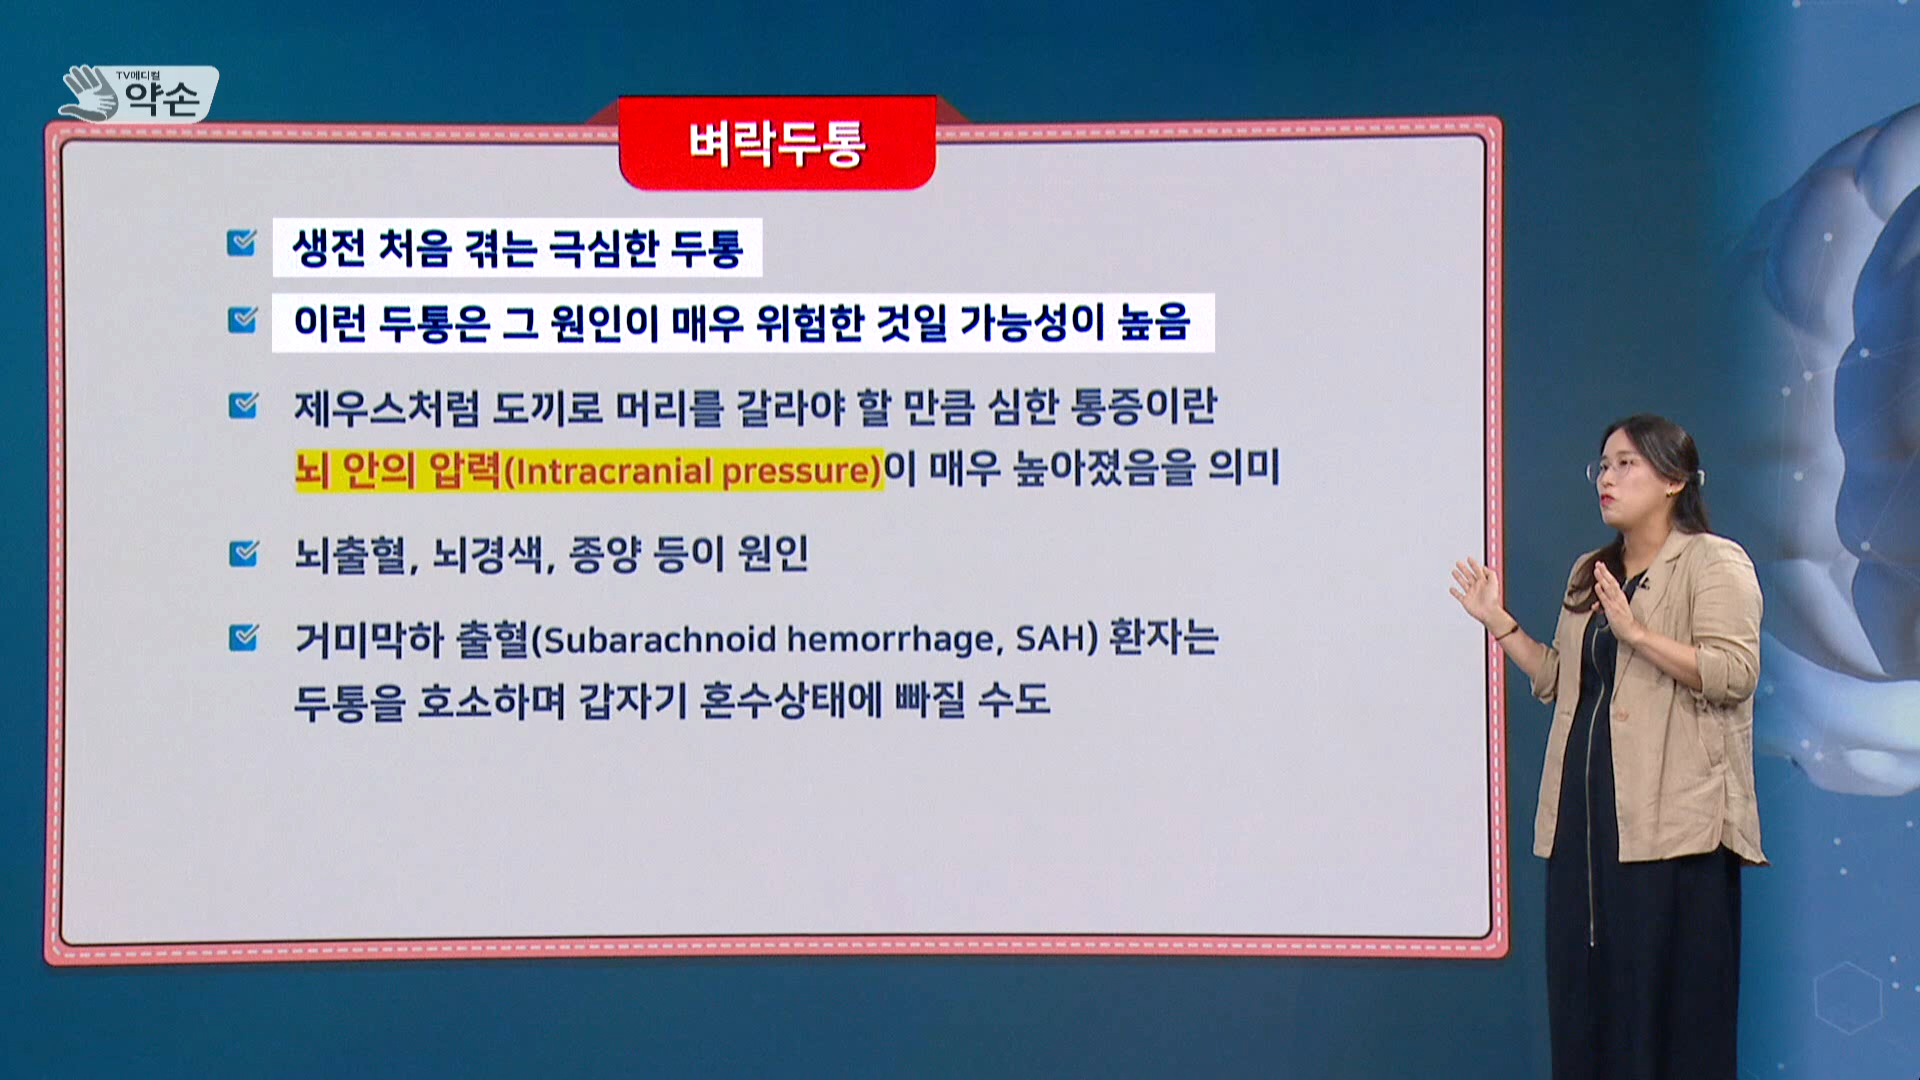 TV메디컬
약손
벼락두통
생전 처음 겪는 극심한 두통
이런 두통은 그 원인이 매우 위험한 것일 가능성이 높음
제우스처럼 도끼로 머리를 갈라야 할 만큼 심한 통증이란
뇌 안의 압력(Intracranial pressure)이 매우 높아졌음을 의미
뇌출혈, 뇌경색, 종양 등이 원인
거미막하 출혈(Subarachnoid hemorrhage, SAH) 환자는
두통을 호소하며 갑자기 혼수상태에 빠질 수도